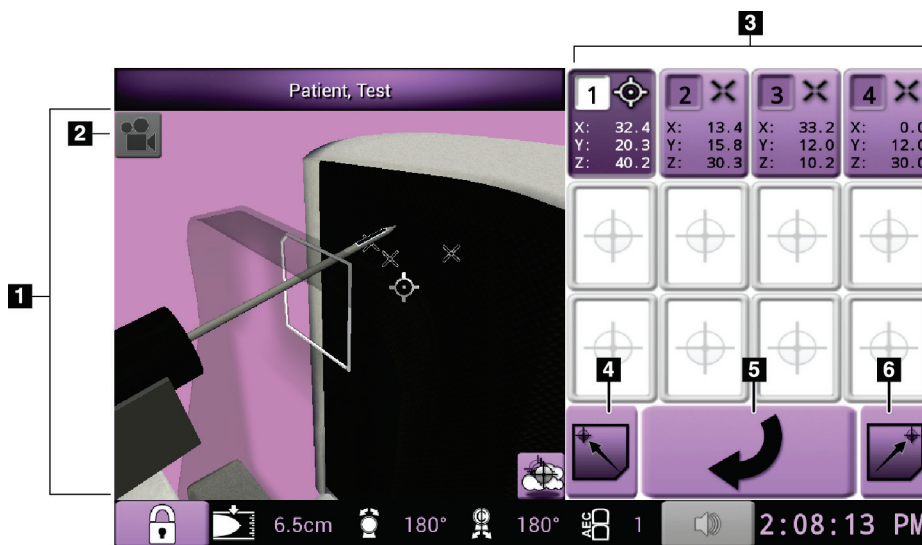 3
Patient, Test
1 2 3 4
X: 32.4 X: 13.4 X: 33.2 X: 0.0
Y: 20.3 Y: 15.8 Y: 12.0 Y: 12.0
Z: 40.2 Z: 30.3 Z: 10.2 Z: 30.0
2
1
4 5 6
6.5cm 180° C 180° AEC 1 2:08:13 PM